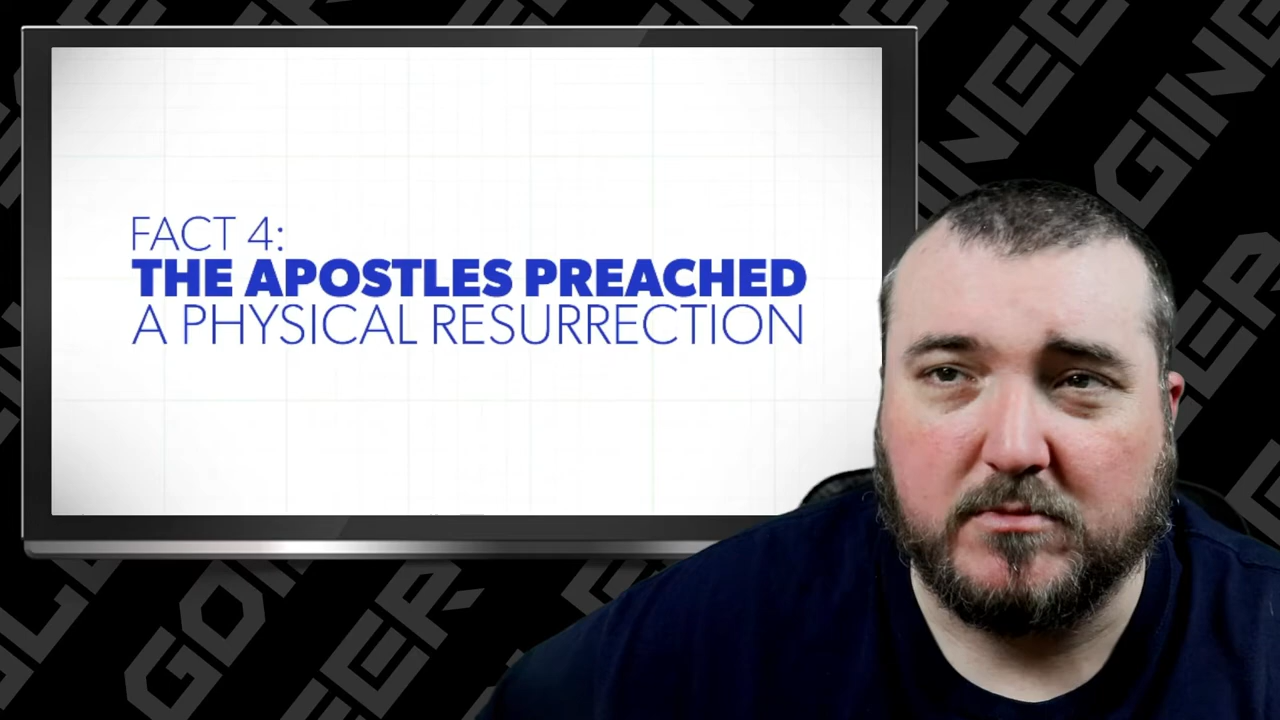 FACT 4:
THE APOSTLES PREACHED
A PHYSICAL RESURRECTION